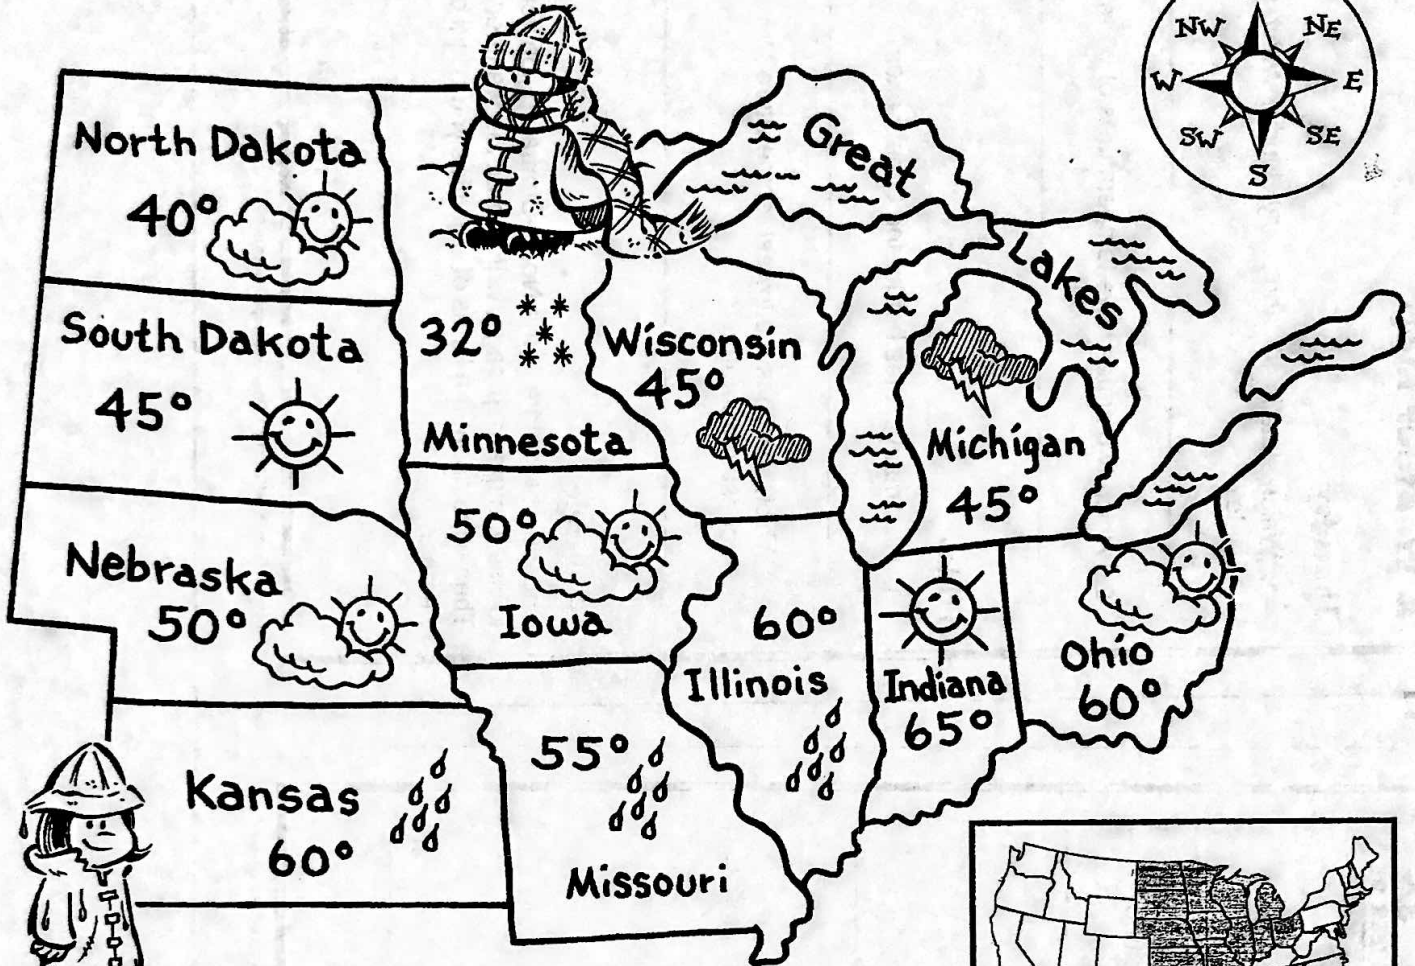 NW
NE
W
E
SW
SE
S
North Dakota
40°
Great
Lakes
South Dakota
45°
32°
Minnesota
Wisconsin
45°
Michigan
45°
Nebraska
50°
50°
Iowa
60°
Illinois
Indiana
65°
Ohio
60°
Kansas
60°
55°
Missouri